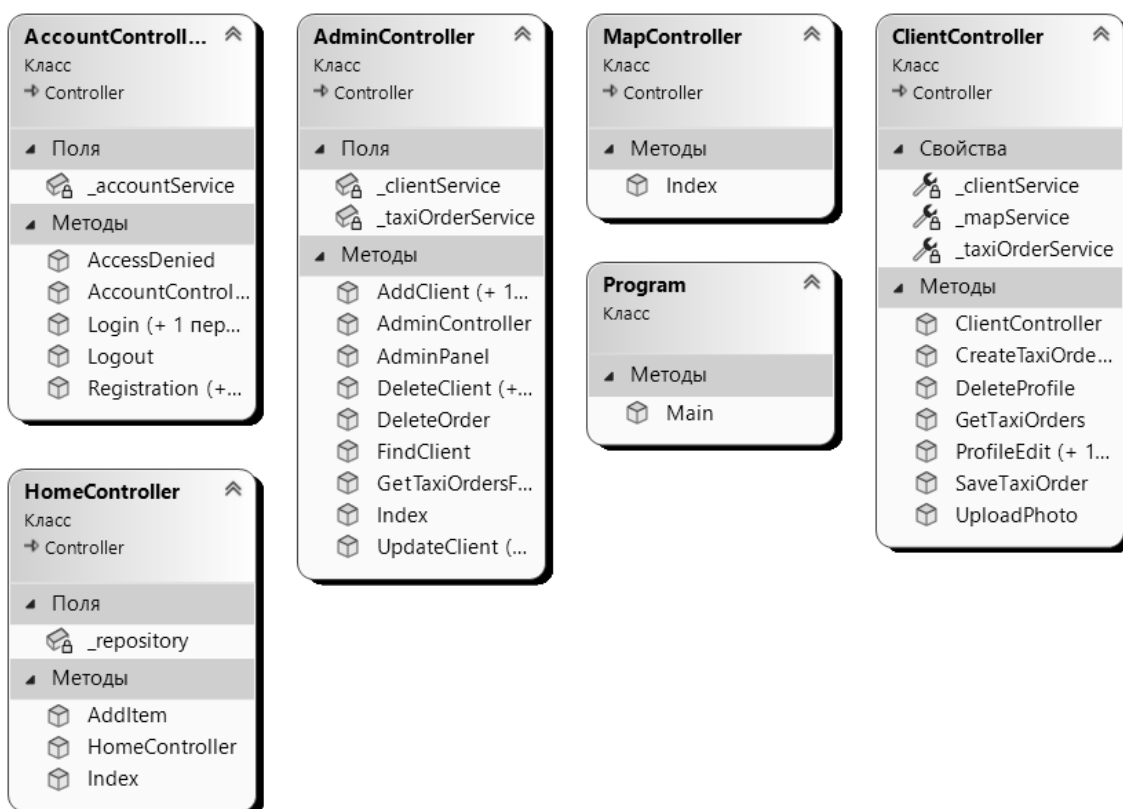 AccountControll...
Класс
Controller
Поля
_accountService
Методы
AccessDenied
AccountControl...
Login (+ 1 пер...
Logout
Registration (+...
AdminController
Класс
Controller
Поля
_clientService
_taxiOrderService
Методы
AddClient (+ 1...
AdminController
AdminPanel
DeleteClient (+...
DeleteOrder
FindClient
GetTaxiOrdersF...
Index
UpdateClient (...
MapController
Класс
Controller
Методы
Index
Program
Класс
Методы
Main
ClientController
Класс
Controller
Свойства
_clientService
_mapService
_taxiOrderService
Методы
ClientController
CreateTaxiOrde...
DeleteProfile
GetTaxiOrders
ProfileEdit (+ 1...
SaveTaxiOrder
UploadPhoto
HomeController
Класс
Controller
Поля
_repository
Методы
AddItem
HomeController
Index